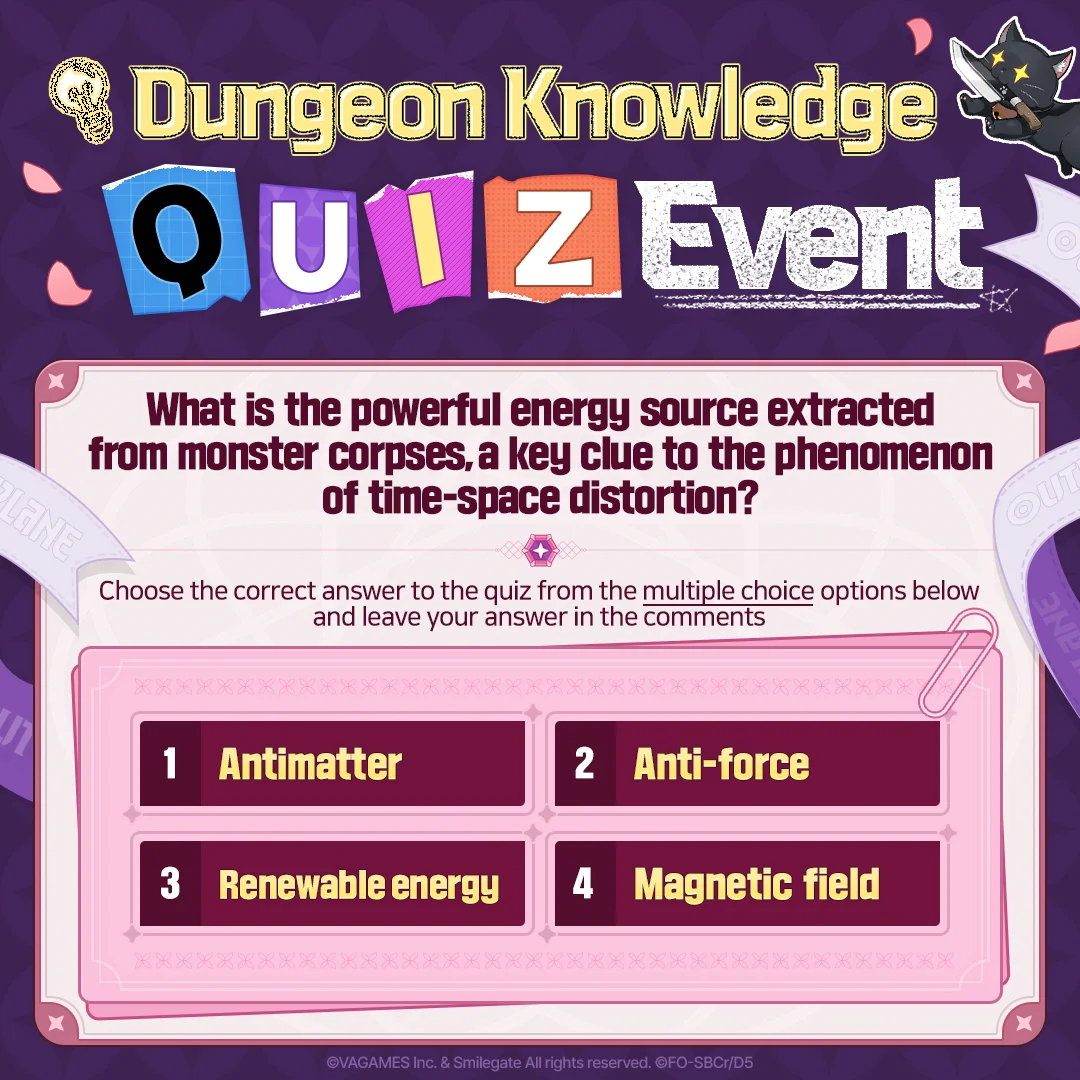 Dungeon Knowledge
QUIZ Event
What is the powerful energy source extracted
from monster corpses, a key clue to the phenomenon
of time-space distortion?
Choose the correct answer to the quiz from the multiple choice options below
and leave your answer in the comments
1 Antimatter
2 Anti-force
3 Renewable energy
4 Magnetic field
©VAGAMES Inc. & Smilegate All rights reserved. ©FO-SBCr/D5